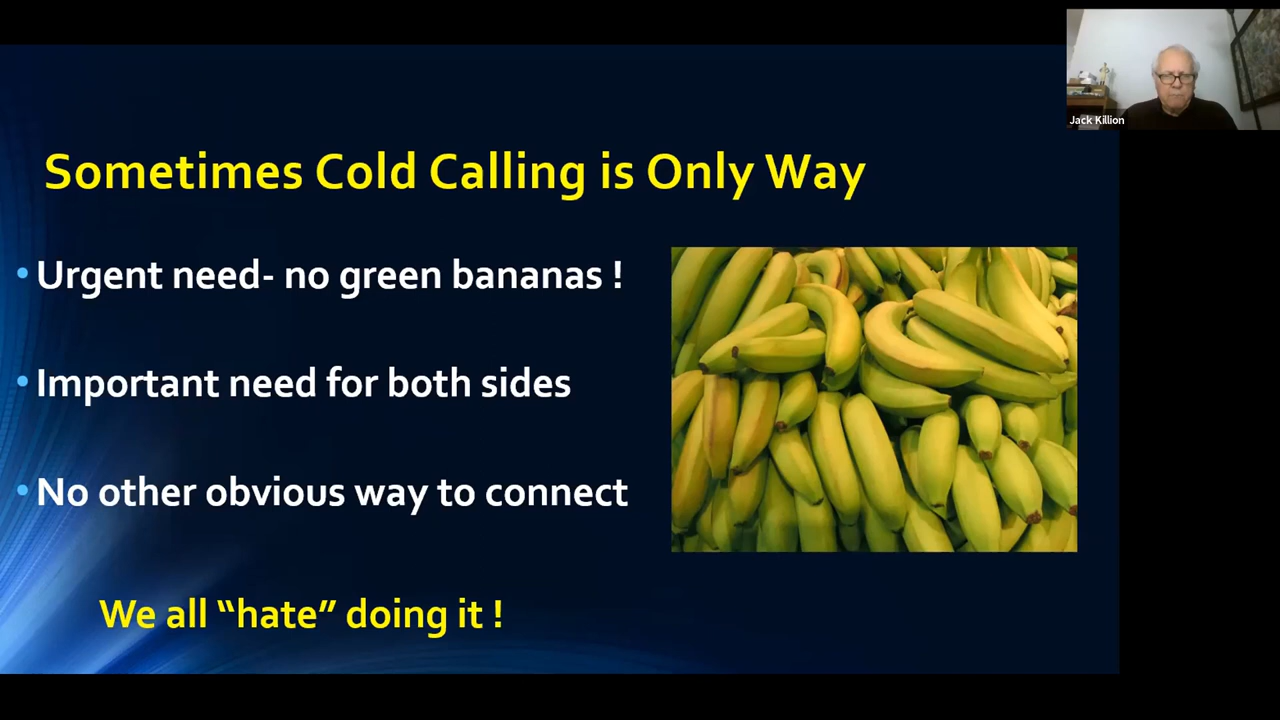 Jack Killion
Sometimes Cold Calling is Only Way
• Urgent need- no green bananas !
• Important need for both sides
• No other obvious way to connect
We all “hate” doing it !